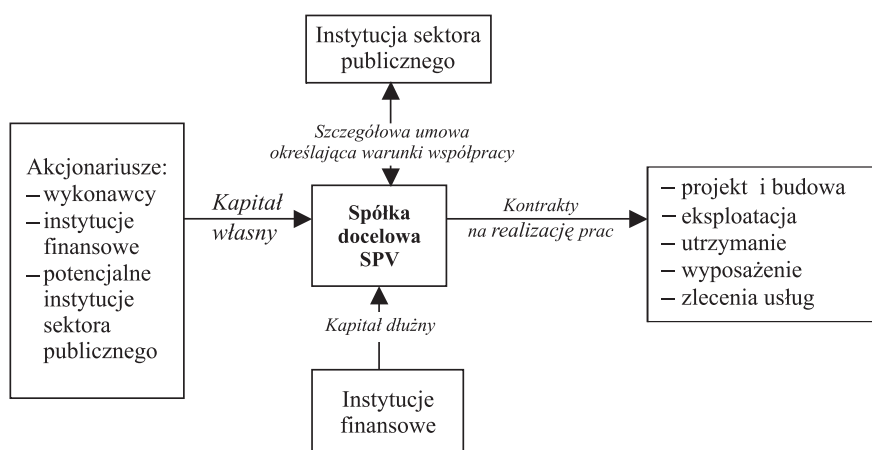 Instytucja sektora
publicznego
Szczegółowa umowa
określająca warunki współpracy
Akcjonariusze:
– wykonawcy
– instytucje
finansowe
– potencjalne
instytucje
sektora
publicznego
Kapitał
własny
Spółka
docelowa
SPV
Kontrakty
na realizację prac
– projekt i budowa
– eksploatacja
– utrzymanie
– wyposażenie
– zlecenia usług
Kapitał dłużny
Instytucje
finansowe